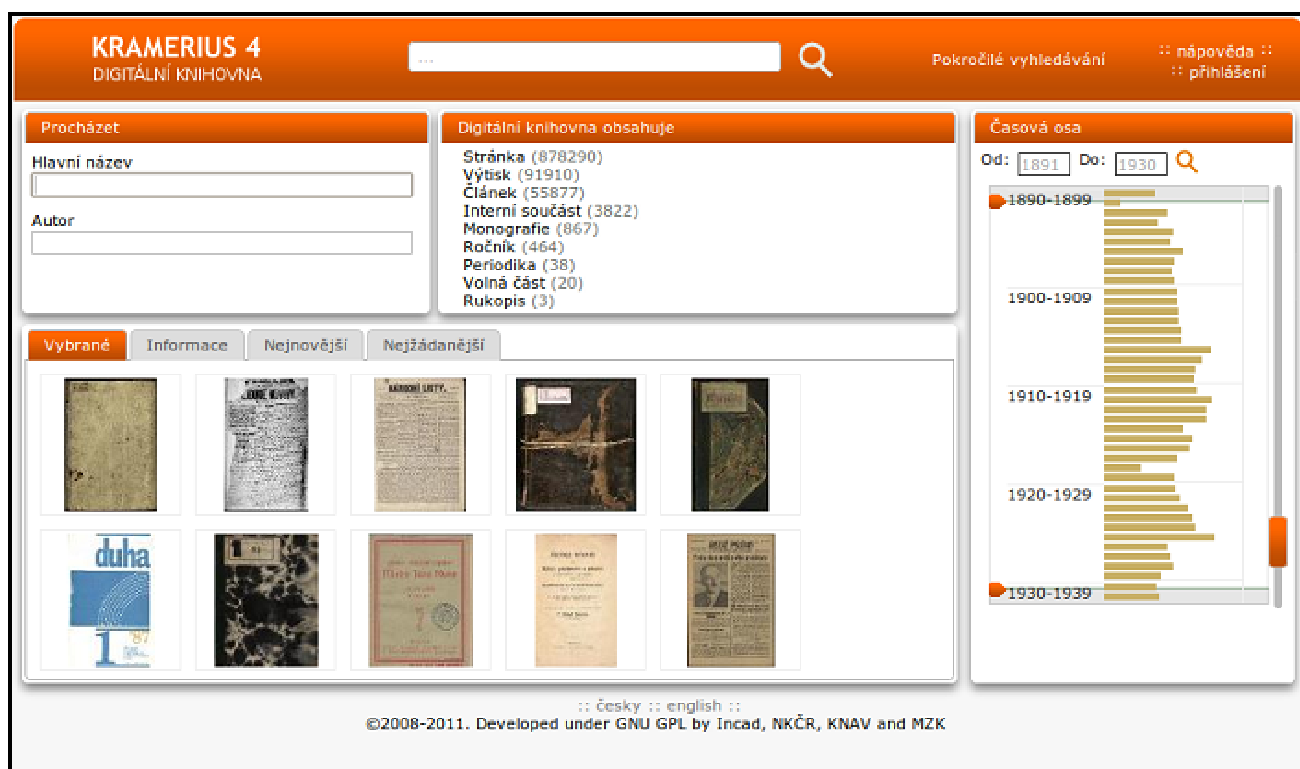 KRAMERIUS 4
DIGITÁLNÍ KNIHOVNA
...
Pokročilé vyhledávání
:: nápověda ::
:: přihlášení
Procházet
Hlavní název
Autor
Digitální knihovna obsahuje
Stránka (878290)
Výtisk (91910)
Článek (55877)
Interní součást (3822)
Monografie (867)
Ročník (464)
Periodika (38)
Volná část (20)
Rukopis (3)
Časová osa
Od: 1891 Do: 1930
1890-1899
1900-1909
1910-1919
1920-1929
1930-1939
Vybrané Informace Nejnovější Nejžádanější
NÁRODNÍ LISTY.
duha
1 '87
:: česky :: english ::
©2008-2011. Developed under GNU GPL by Incad, NKČR, KNAV and MZK